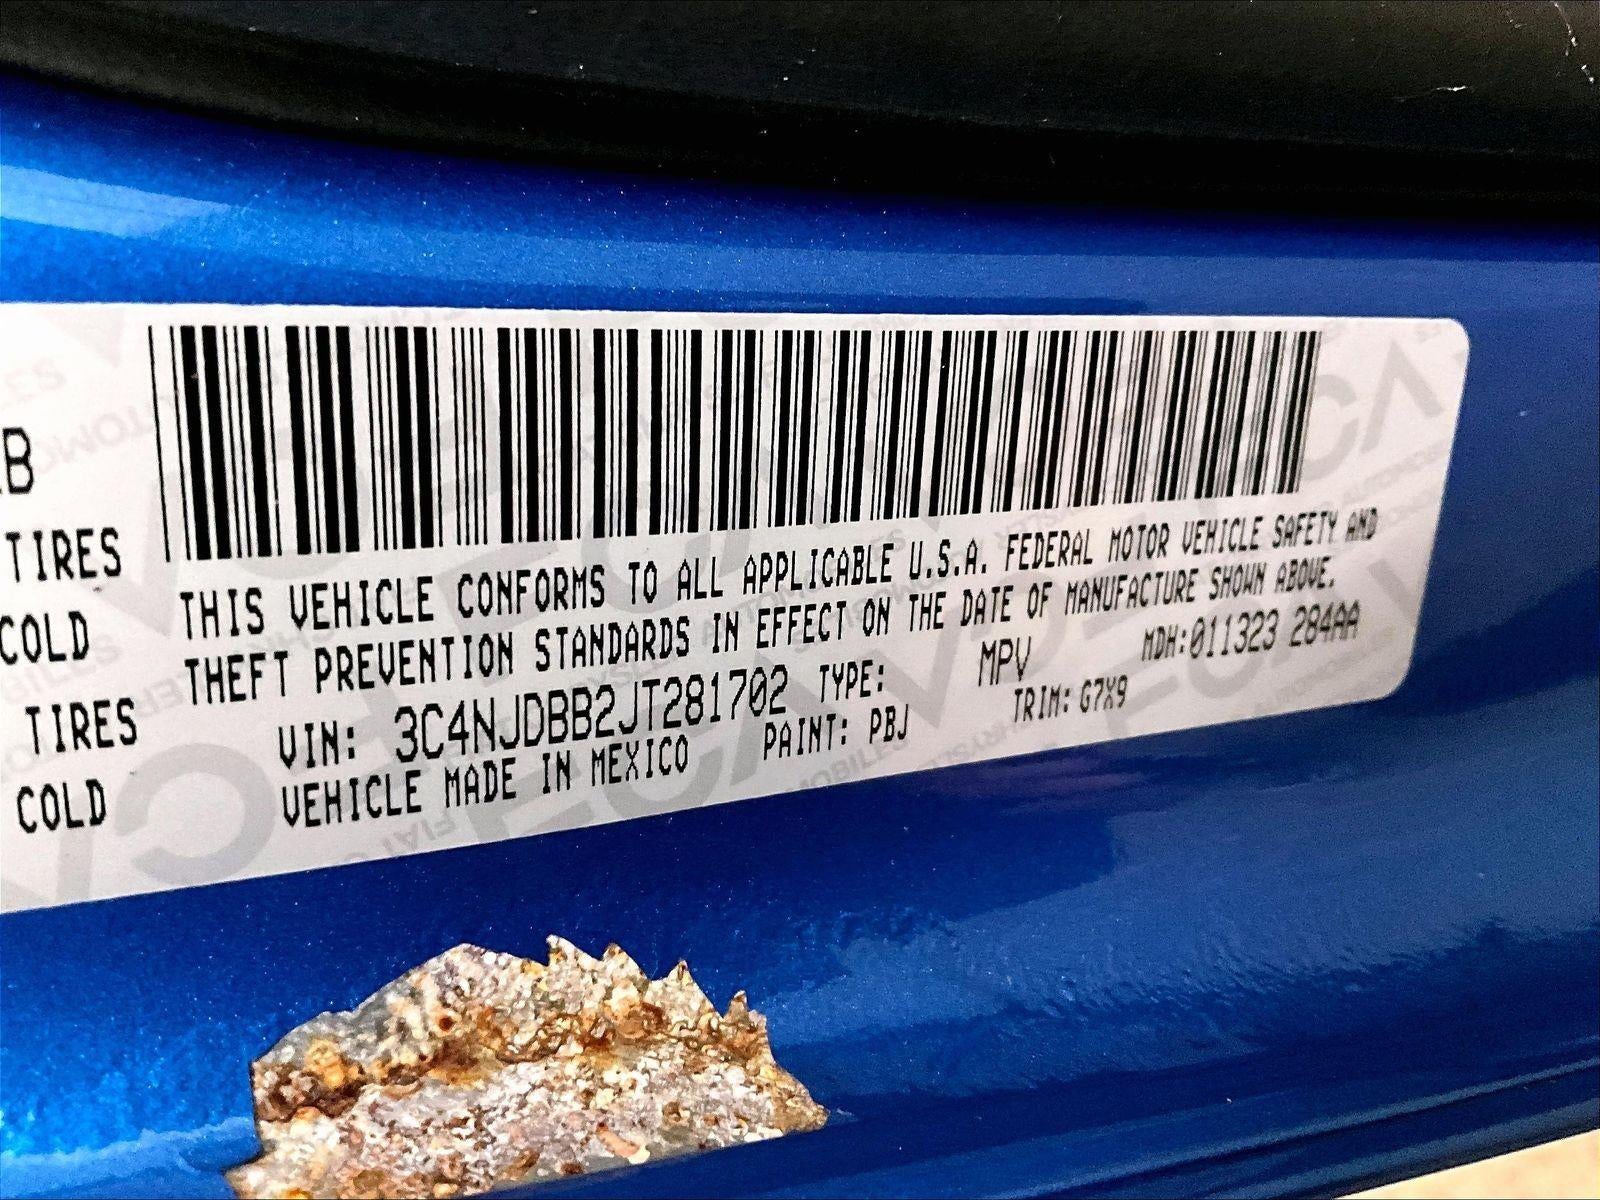 B
TIRES
COLD
TIRES
COLD
THIS VEHICLE CONFORMS TO ALL APPLICABLE U.S.A. FEDERAL MOTOR VEHICLE SAFETY AND
THEFT PREVENTION STANDARDS IN EFFECT ON THE DATE OF MANUFACTURE SHOWN ABOVE.
VIN: 3C4NJDBB2JT281702 TYPE: MPV MDH:011323 284AA
VEHICLE MADE IN MEXICO PAINT: PBJ TRIM: G7X9